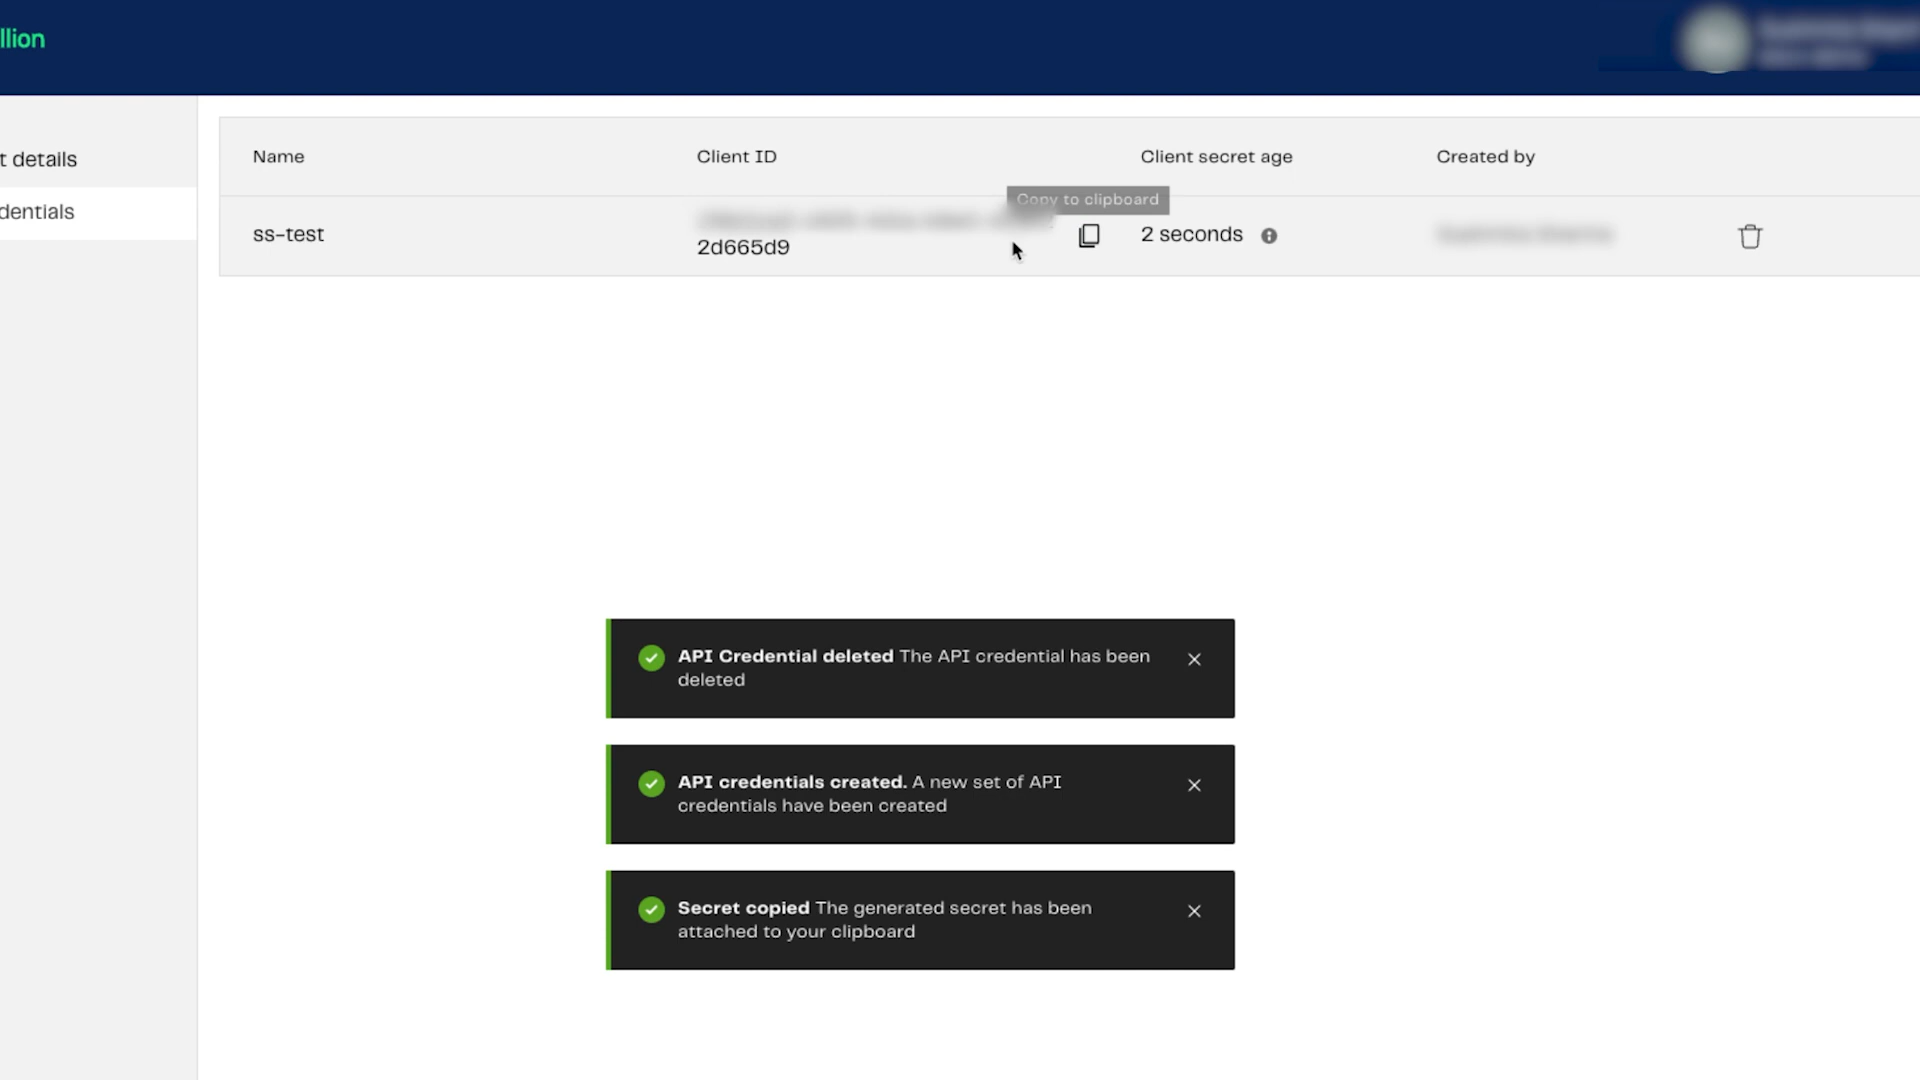 llion
t details
dentials
Name Client ID Client secret age Created by
Copy to clipboard
ss-test 2d665d9 2 seconds
API Credential deleted The API credential has been
deleted
API credentials created. A new set of API
credentials have been created
Secret copied The generated secret has been
attached to your clipboard